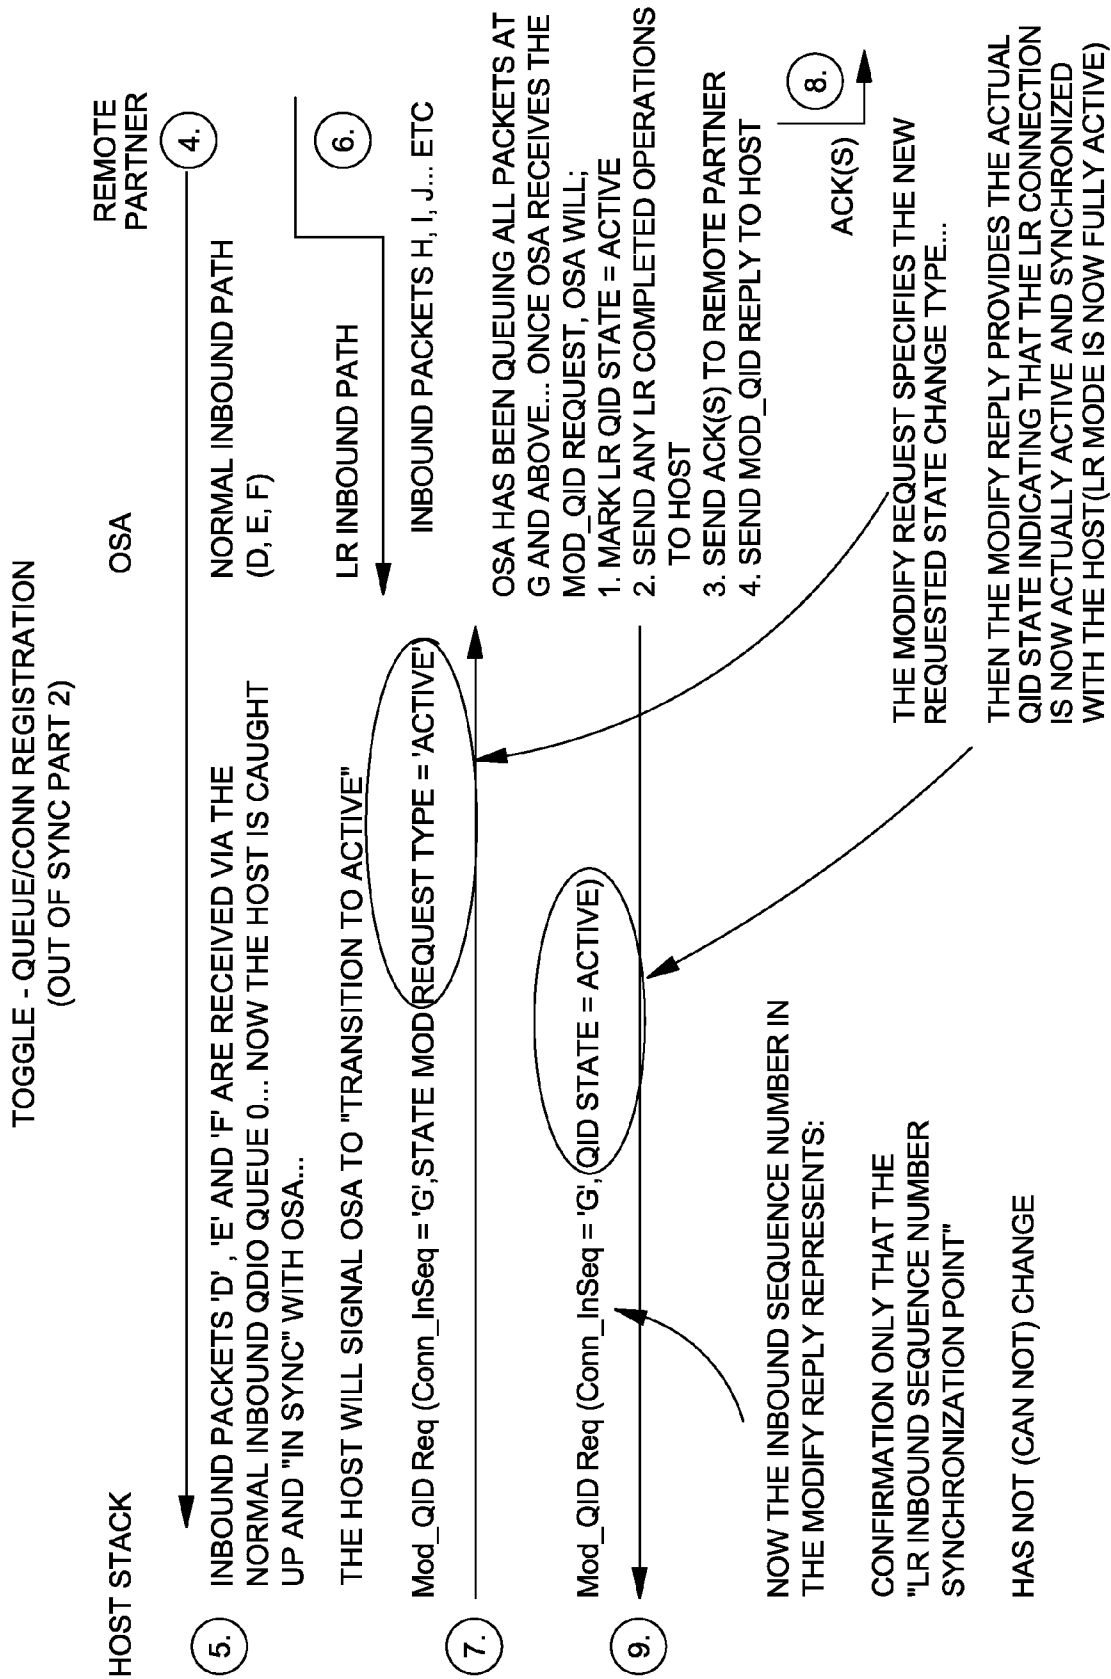 TOGGLE - QUEUE/CONN REGISTRATION
(OUT OF SYNC PART 2)
HOST STACK
OSA
REMOTE
PARTNER
4.
NORMAL INBOUND PATH
(D, E, F)
5.
INBOUND PACKETS 'D' , 'E' AND 'F' ARE RECEIVED VIA THE
NORMAL INBOUND QDIO QUEUE 0... NOW THE HOST IS CAUGHT
UP AND "IN SYNC" WITH OSA...
6.
LR INBOUND PATH
INBOUND PACKETS H, I, J... ETC
THE HOST WILL SIGNAL OSA TO "TRANSITION TO ACTIVE"
7.
Mod_QID Req (Conn_InSeq = 'G',STATE MOD REQUEST TYPE = 'ACTIVE'
OSA HAS BEEN QUEUING ALL PACKETS AT
G AND ABOVE... ONCE OSA RECEIVES THE
MOD_QID REQUEST, OSA WILL;
1. MARK LR QID STATE = ACTIVE
2. SEND ANY LR COMPLETED OPERATIONS
TO HOST
3. SEND ACK(S) TO REMOTE PARTNER
4. SEND MOD_QID REPLY TO HOST
8.
ACK(S)
9.
Mod_QID Req (Conn_InSeq = 'G', QID STATE = ACTIVE)
NOW THE INBOUND SEQUENCE NUMBER IN
THE MODIFY REPLY REPRESENTS:
CONFIRMATION ONLY THAT THE
"LR INBOUND SEQUENCE NUMBER
SYNCHRONIZATION POINT"
HAS NOT (CAN NOT) CHANGE
THE MODIFY REQUEST SPECIFIES THE NEW
REQUESTED STATE CHANGE TYPE...
THEN THE MODIFY REPLY PROVIDES THE ACTUAL
QID STATE INDICATING THAT THE LR CONNECTION
IS NOW ACTUALLY ACTIVE AND SYNCHRONIZED
WITH THE HOST(LR MODE IS NOW FULLY ACTIVE)